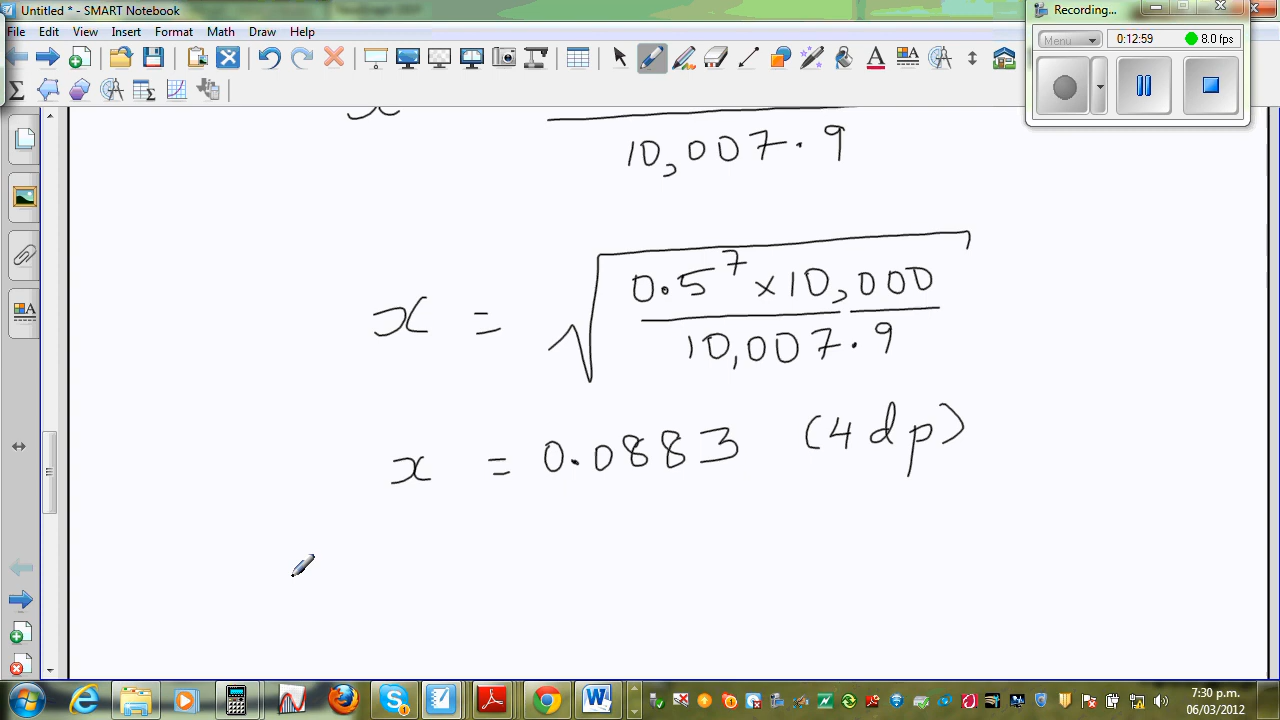 Untitled * - SMART Notebook
Recording...
File Edit View Insert Format Math Draw Help
Menu
0:12:59
8.0 fps
x
10,007.9
x = √ 0.5⁷ × 10,000
10,007.9
x = 0.0883 (4 dp)
7:30 p.m.
06/03/2012